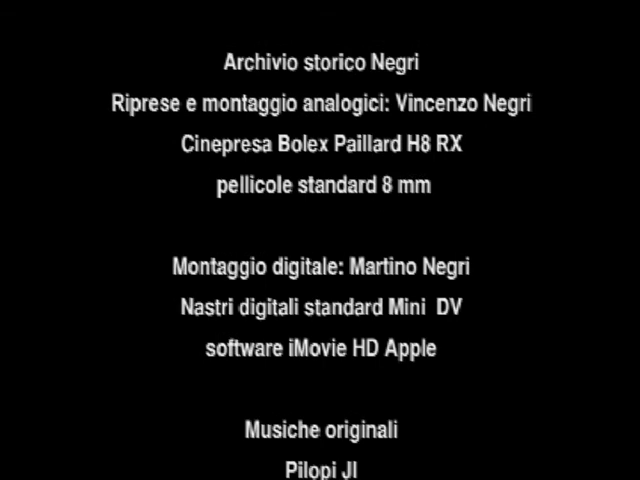 Archivio storico Negri
Riprese e montaggio analogici: Vincenzo Negri
Cinepresa Bolex Paillard H8 RX
pellicole standard 8 mm
Montaggio digitale: Martino Negri
Nastri digitali standard Mini DV
software iMovie HD Apple
Musiche originali
Pilopi